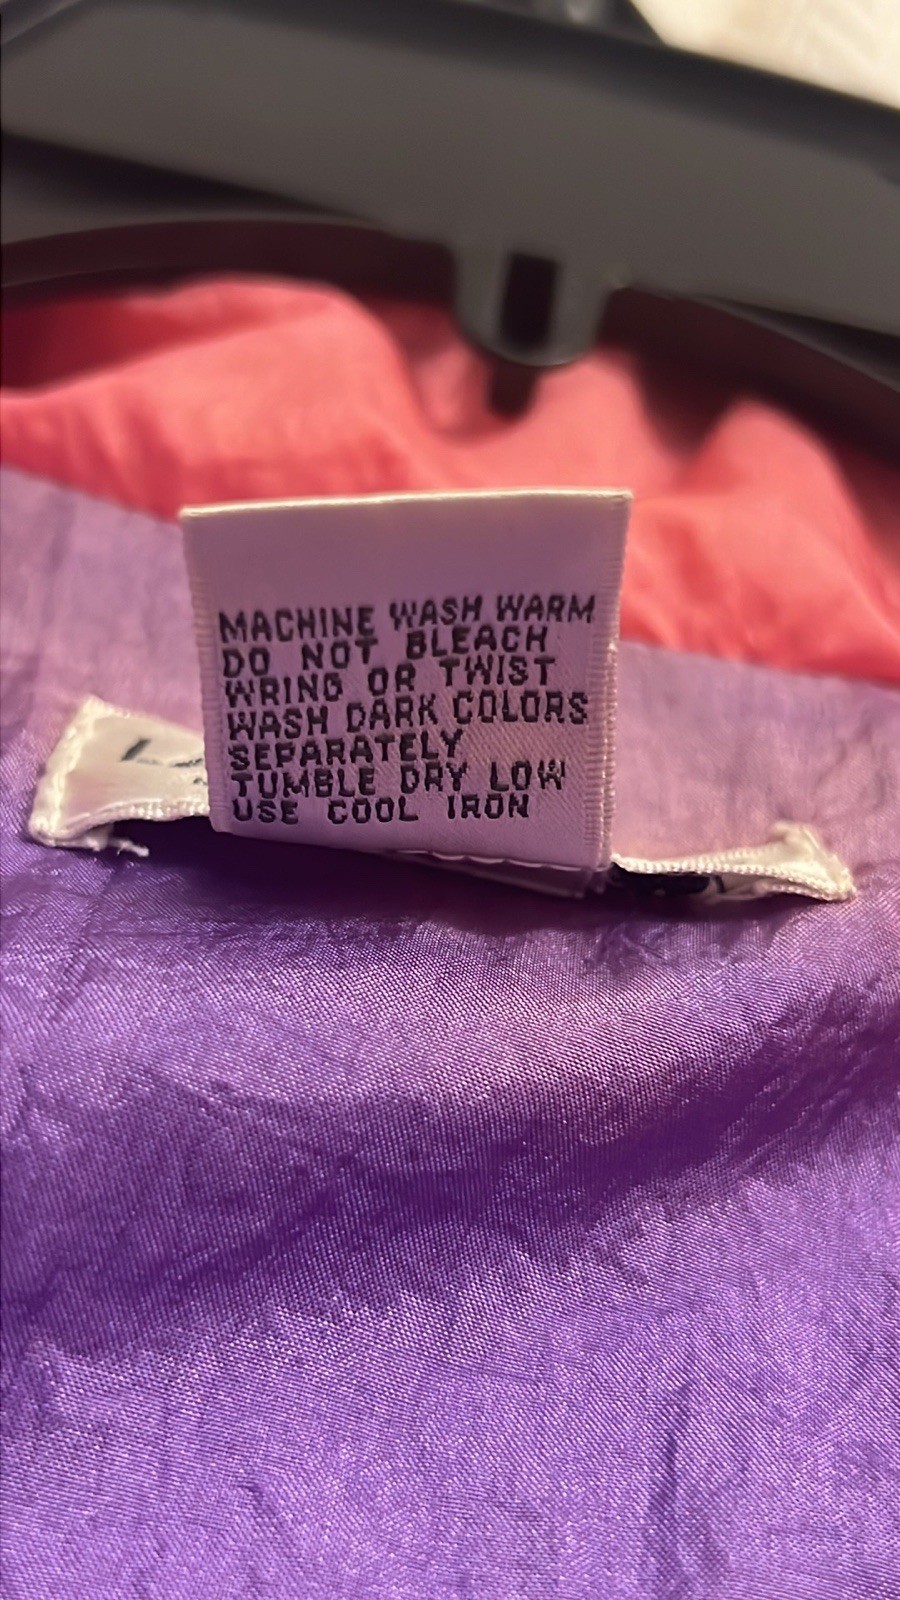 MACHINE WASH WARM
DO NOT BLEACH
WRING OR TWIST
WASH DARK COLORS
SEPARATELY
TUMBLE DRY LOW
USE COOL IRON